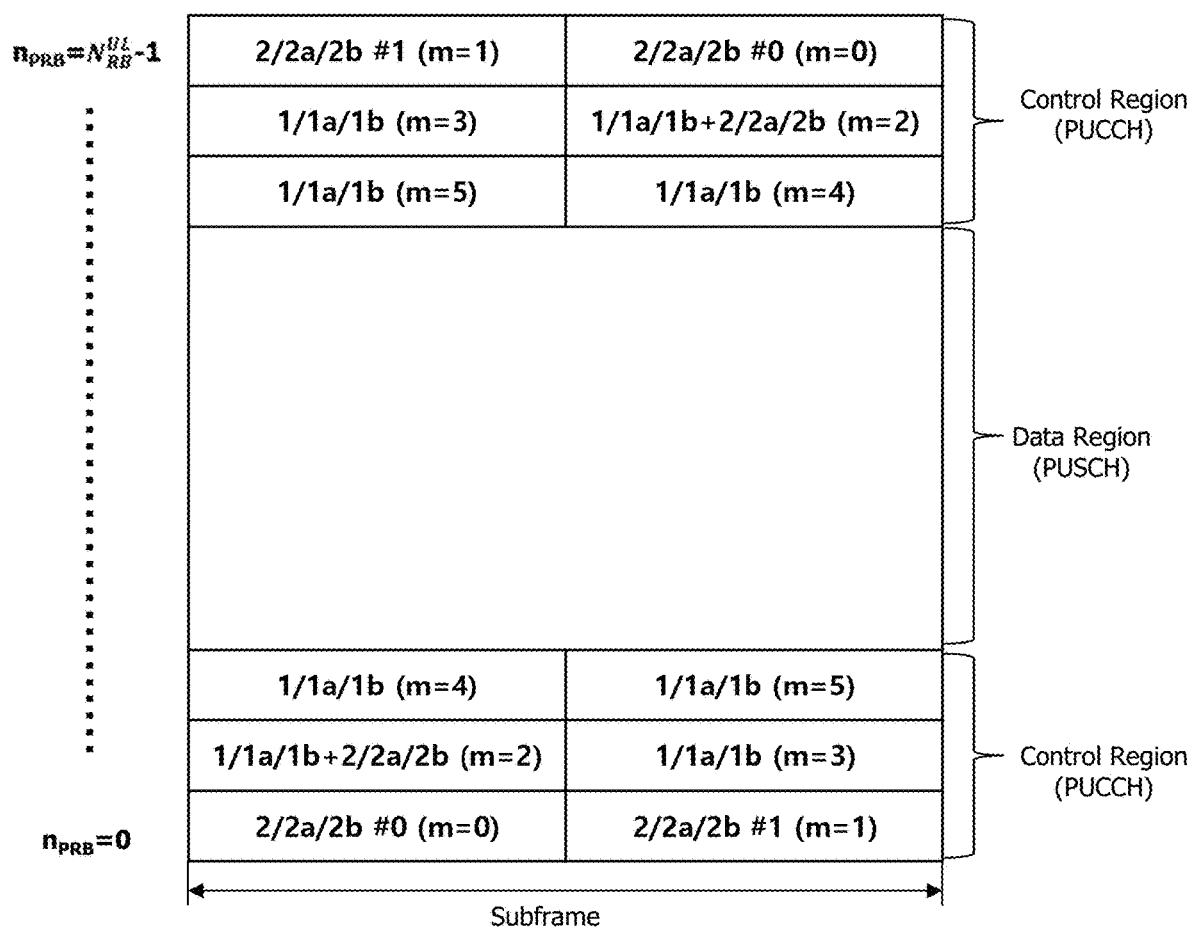 n_PRB=N_RB^UL-1
2/2a/2b #1 (m=1) 2/2a/2b #0 (m=0)
1/1a/1b (m=3) 1/1a/1b+2/2a/2b (m=2)
1/1a/1b (m=5) 1/1a/1b (m=4)
Control Region
(PUCCH)
Data Region
(PUSCH)
1/1a/1b (m=4) 1/1a/1b (m=5)
1/1a/1b+2/2a/2b (m=2) 1/1a/1b (m=3)
2/2a/2b #0 (m=0) 2/2a/2b #1 (m=1)
Control Region
(PUCCH)
n_PRB=0
Subframe